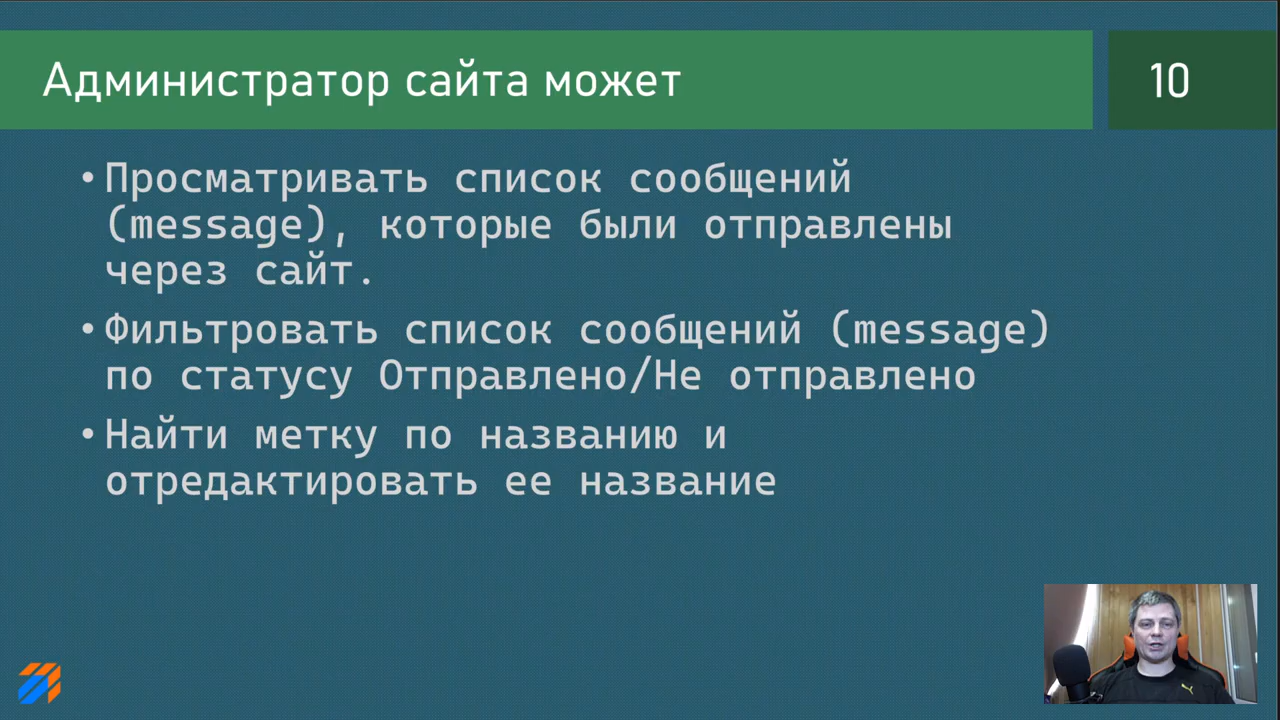 Администратор сайта может
10
• Просматривать список сообщений
(message), которые были отправлены
через сайт.
• Фильтровать список сообщений (message)
по статусу Отправлено/Не отправлено
• Найти метку по названию и
отредактировать ее название